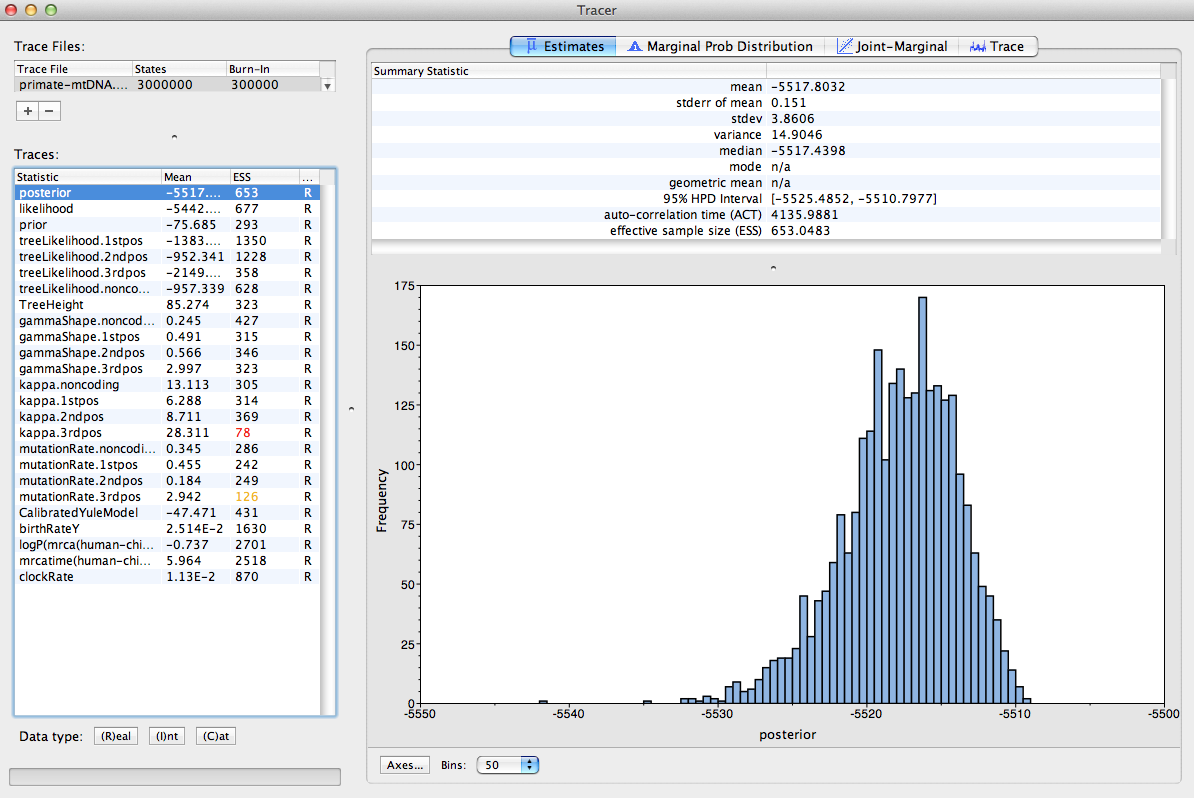 Tracer
Trace Files:
Trace File States Burn-In
primate-mtDNA.... 3000000 300000
+ −
Traces:
Statistic Mean ESS ...
posterior -5517.... 653 R
likelihood -5442.... 677 R
prior -75.685 293 R
treeLikelihood.1stpos -1383.... 1350 R
treeLikelihood.2ndpos -952.341 1228 R
treeLikelihood.3rdpos -2149.... 358 R
treeLikelihood.nonco... -957.339 628 R
TreeHeight 85.274 323 R
gammaShape.noncod... 0.245 427 R
gammaShape.1stpos 0.491 315 R
gammaShape.2ndpos 0.566 346 R
gammaShape.3rdpos 2.997 323 R
kappa.noncoding 13.113 305 R
kappa.1stpos 6.288 314 R
kappa.2ndpos 8.711 369 R
kappa.3rdpos 28.311 78 R
mutationRate.noncodi... 0.345 286 R
mutationRate.1stpos 0.455 242 R
mutationRate.2ndpos 0.184 249 R
mutationRate.3rdpos 2.942 126 R
CalibratedYuleModel -47.471 431 R
birthRateY 2.514E-2 1630 R
logP(mrca(human-chi... -0.737 2701 R
mrcatime(human-chi... 5.964 2518 R
clockRate 1.13E-2 870 R
Data type: (R)eal (I)nt (C)at
μ Estimates Marginal Prob Distribution Joint-Marginal Trace
Summary Statistic
mean -5517.8032
stderr of mean 0.151
stdev 3.8606
variance 14.9046
median -5517.4398
mode n/a
geometric mean n/a
95% HPD Interval [-5525.4852, -5510.7977]
auto-correlation time (ACT) 4135.9881
effective sample size (ESS) 653.0483
175
150
125
100
75
50
25
0
Frequency
-5550 -5540 -5530 -5520 -5510 -5500
posterior
Axes... Bins: 50